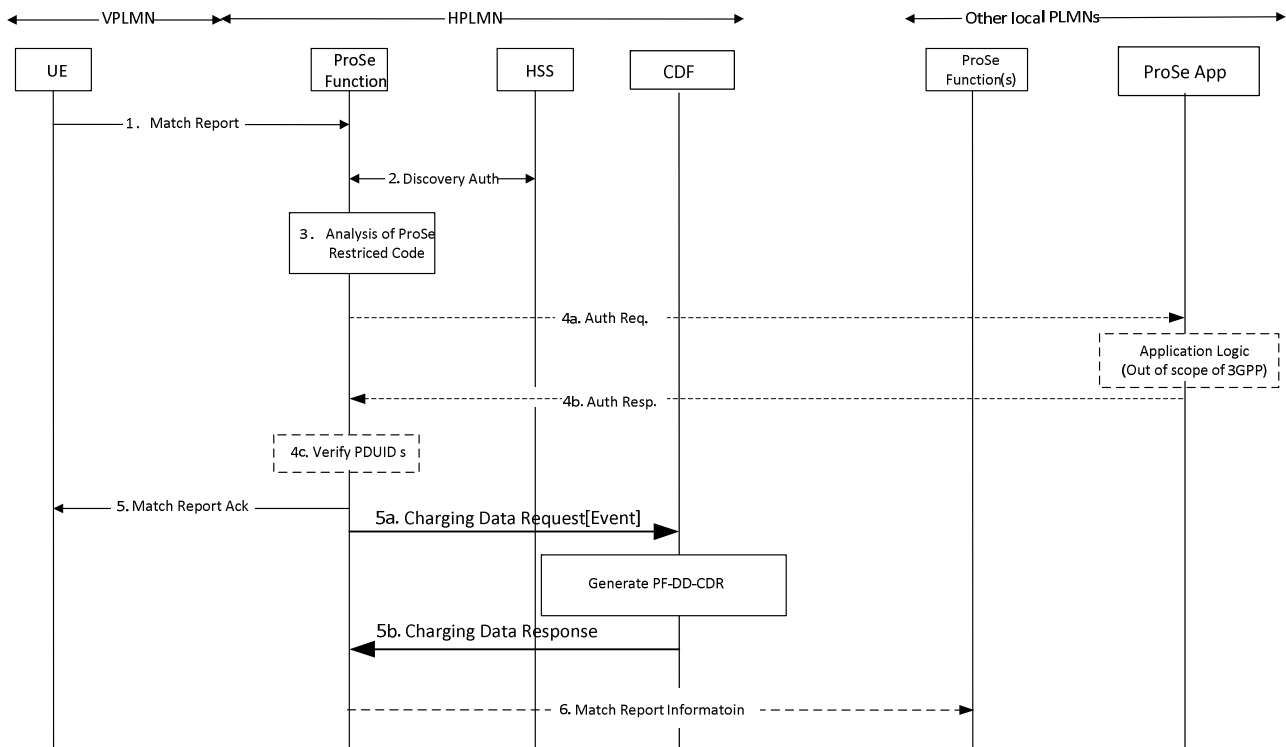 VPLMN
HPLMN
Other local PLMNs
UE
ProSe
Function
HSS
CDF
ProSe
Function(s)
ProSe App
1. Match Report
2. Discovery Auth
3. Analysis of ProSe
Restriced Code
4a. Auth Req.
Application Logic
(Out of scope of 3GPP)
4b. Auth Resp.
4c. Verify PDUID s
5. Match Report Ack
5a. Charging Data Request[Event]
Generate PF-DD-CDR
5b. Charging Data Response
6. Match Report Informatoin